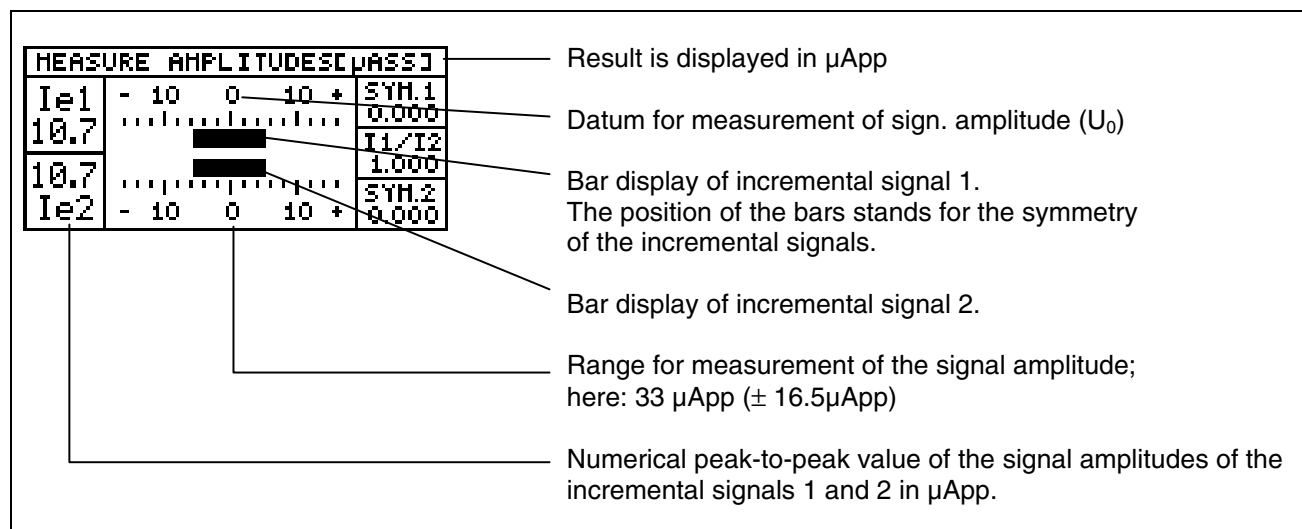 MEASURE AMPLITUDES[µASS]
Ie1
10.7
- 10 0 10 +
SYM.1
0.000
I1/I2
1.000
10.7
Ie2
- 10 0 10 +
SYM.2
0.000
Result is displayed in µApp
Datum for measurement of sign. amplitude (U₀)
Bar display of incremental signal 1.
The position of the bars stands for the symmetry
of the incremental signals.
Bar display of incremental signal 2.
Range for measurement of the signal amplitude;
here: 33 µApp (± 16.5µApp)
Numerical peak-to-peak value of the signal amplitudes of the
incremental signals 1 and 2 in µApp.